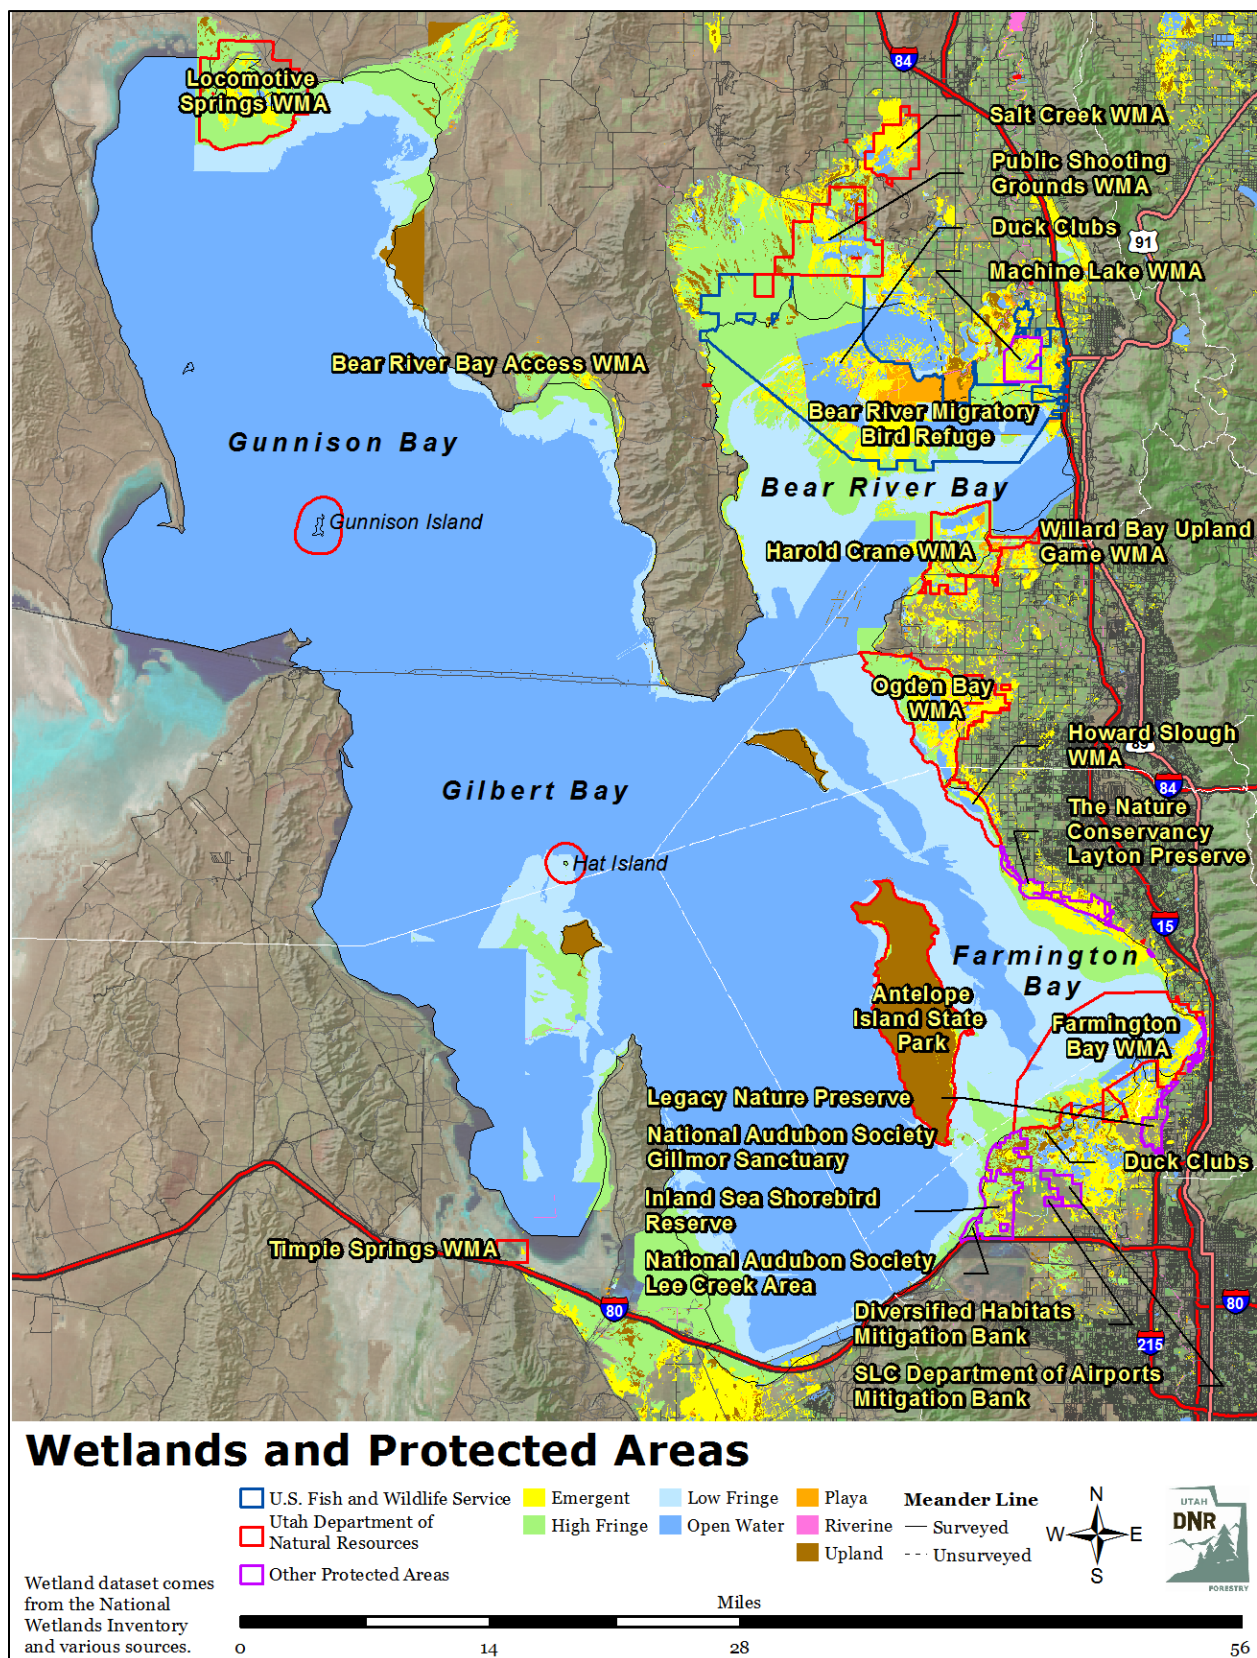 84
Locomotive
Springs WMA
Salt Creek WMA
Public Shooting
Grounds WMA
Duck Clubs
91
Machine Lake WMA
Bear River Bay Access WMA
Bear River Migratory
Bird Refuge
Gunnison Bay
Bear River Bay
Gunnison Island
Willard Bay Upland
Game WMA
Harold Crane WMA
Ogden Bay
WMA
Howard Slough
WMA
89
84
Gilbert Bay
The Nature
Conservancy
Layton Preserve
Hat Island
15
Farmington
Bay
Antelope
Island State
Park
Farmington
Bay WMA
Legacy Nature Preserve
National Audubon Society
Gillmor Sanctuary
Duck Clubs
Inland Sea Shorebird
Reserve
Timpie Springs WMA
National Audubon Society
Lee Creek Area
80
80
Diversified Habitats
Mitigation Bank
215
SLC Department of Airports
Mitigation Bank
Wetlands and Protected Areas
U.S. Fish and Wildlife Service
Utah Department of
Natural Resources
Other Protected Areas
Emergent
High Fringe
Low Fringe
Open Water
Playa
Riverine
Upland
Meander Line
Surveyed
Unsurveyed
N
W
E
S
UTAH
DNR
FORESTRY
Wetland dataset comes
from the National
Wetlands Inventory
and various sources.
Miles
0 14 28 56